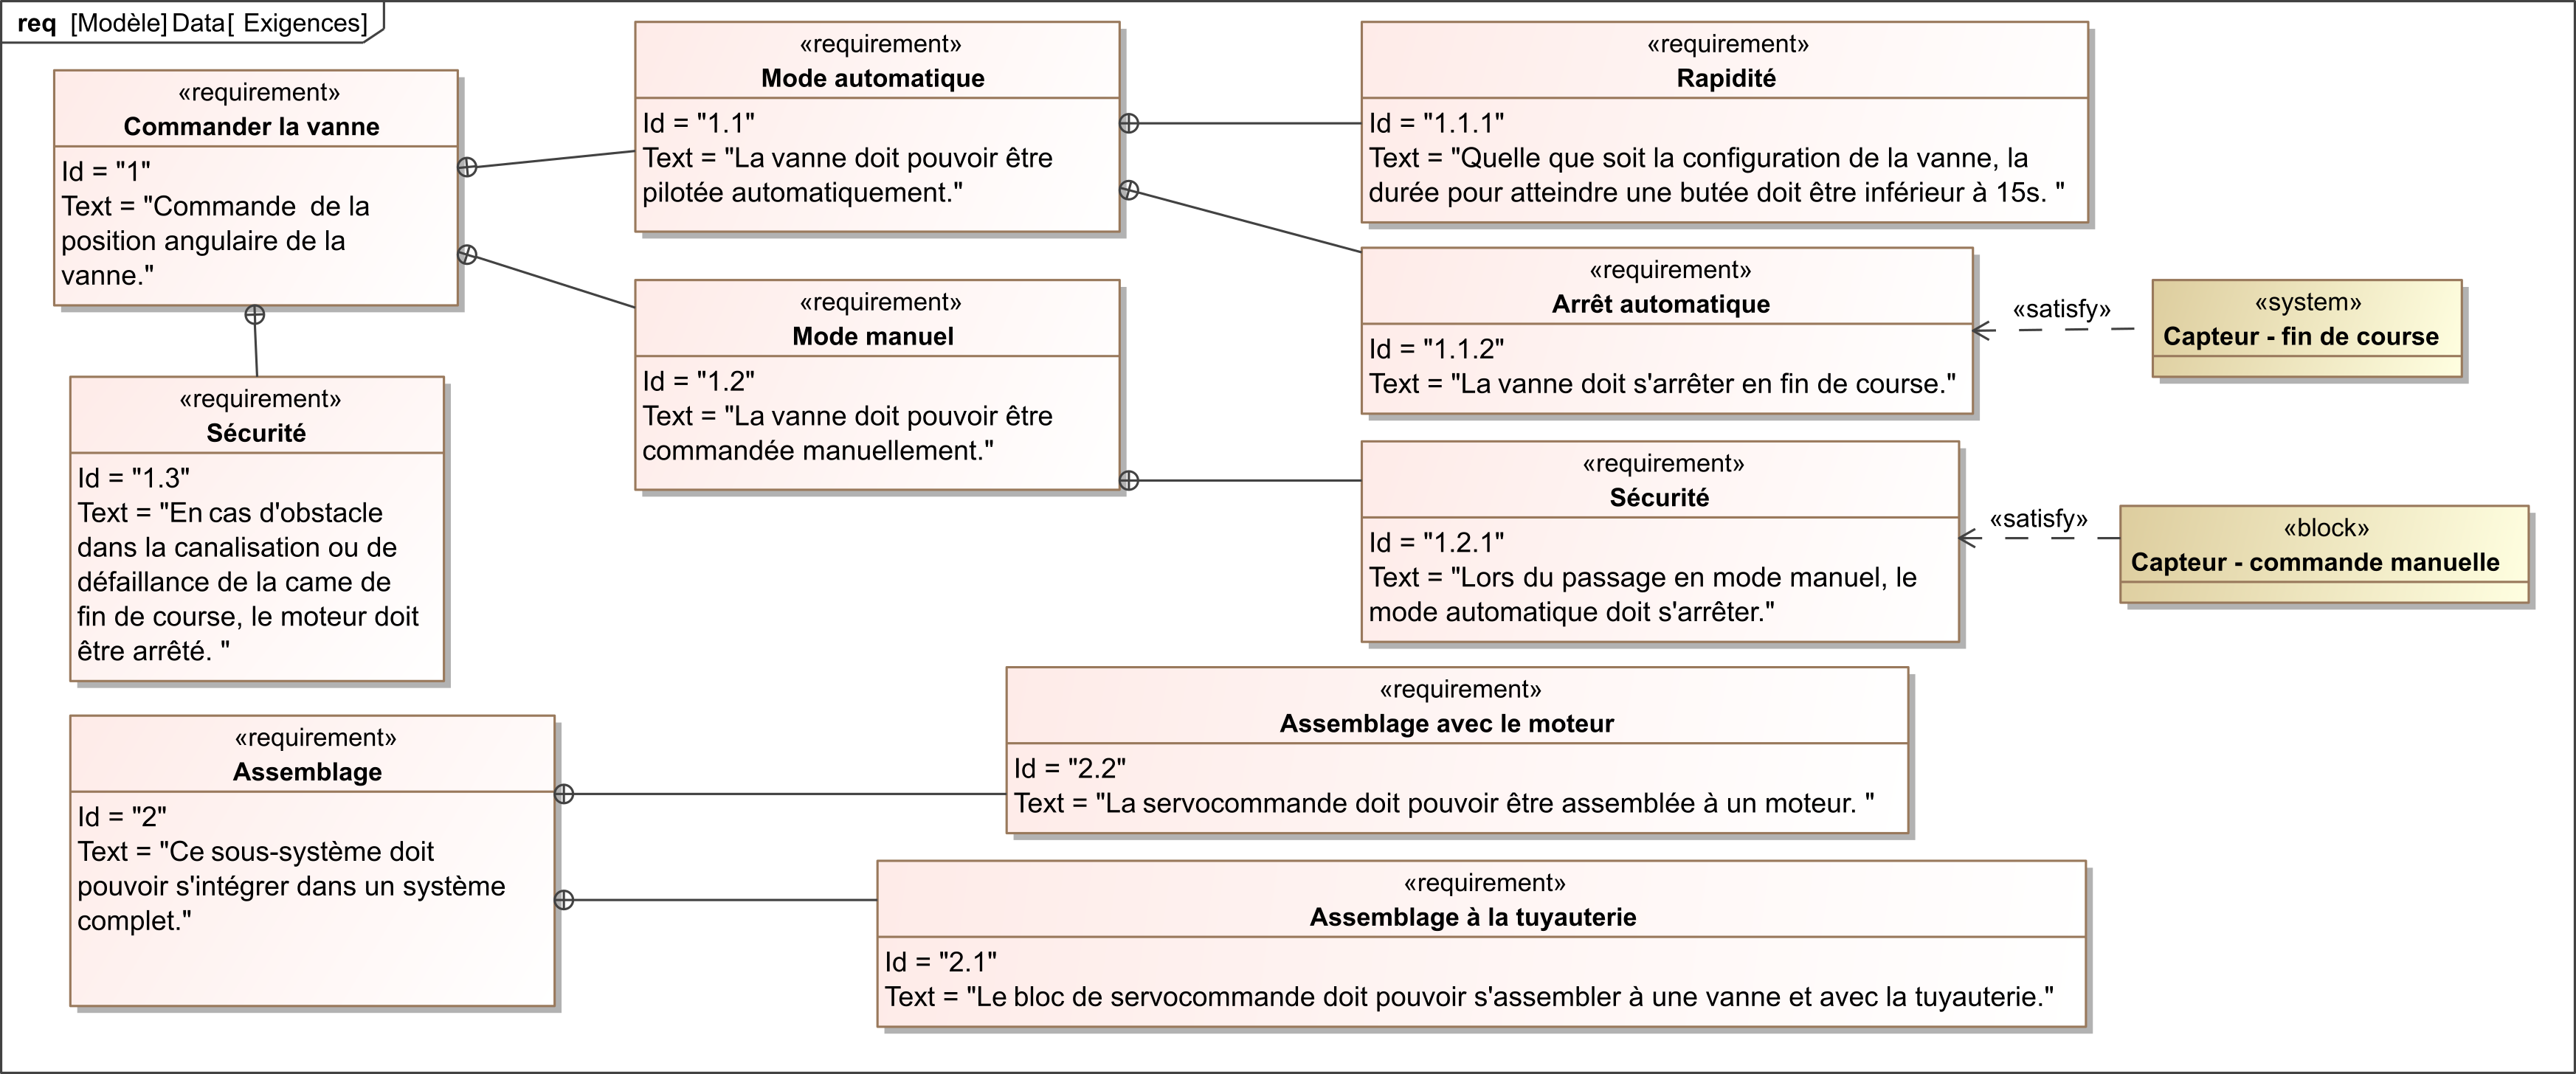 req [Modèle] Data[ Exigences]
«requirement»
Commander la vanne
Id = "1"
Text = "Commande  de la
position angulaire de la
vanne."
«requirement»
Mode automatique
Id = "1.1"
Text = "La vanne doit pouvoir être
pilotée automatiquement."
«requirement»
Rapidité
Id = "1.1.1"
Text = "Quelle que soit la configuration de la vanne, la
durée pour atteindre une butée doit être inférieur à 15s. "
«requirement»
Arrêt automatique
Id = "1.1.2"
Text = "La vanne doit s'arrêter en fin de course."
«satisfy»
«system»
Capteur - fin de course
«requirement»
Mode manuel
Id = "1.2"
Text = "La vanne doit pouvoir être
commandée manuellement."
«requirement»
Sécurité
Id = "1.3"
Text = "En cas d'obstacle
dans la canalisation ou de
défaillance de la came de
fin de course, le moteur doit
être arrêté. "
«requirement»
Sécurité
Id = "1.2.1"
Text = "Lors du passage en mode manuel, le
mode automatique doit s'arrêter."
«satisfy»
«block»
Capteur - commande manuelle
«requirement»
Assemblage
Id = "2"
Text = "Ce sous-système doit
pouvoir s'intégrer dans un système
complet."
«requirement»
Assemblage avec le moteur
Id = "2.2"
Text = "La servocommande doit pouvoir être assemblée à un moteur. "
«requirement»
Assemblage à la tuyauterie
Id = "2.1"
Text = "Le bloc de servocommande doit pouvoir s'assembler à une vanne et avec la tuyauterie."